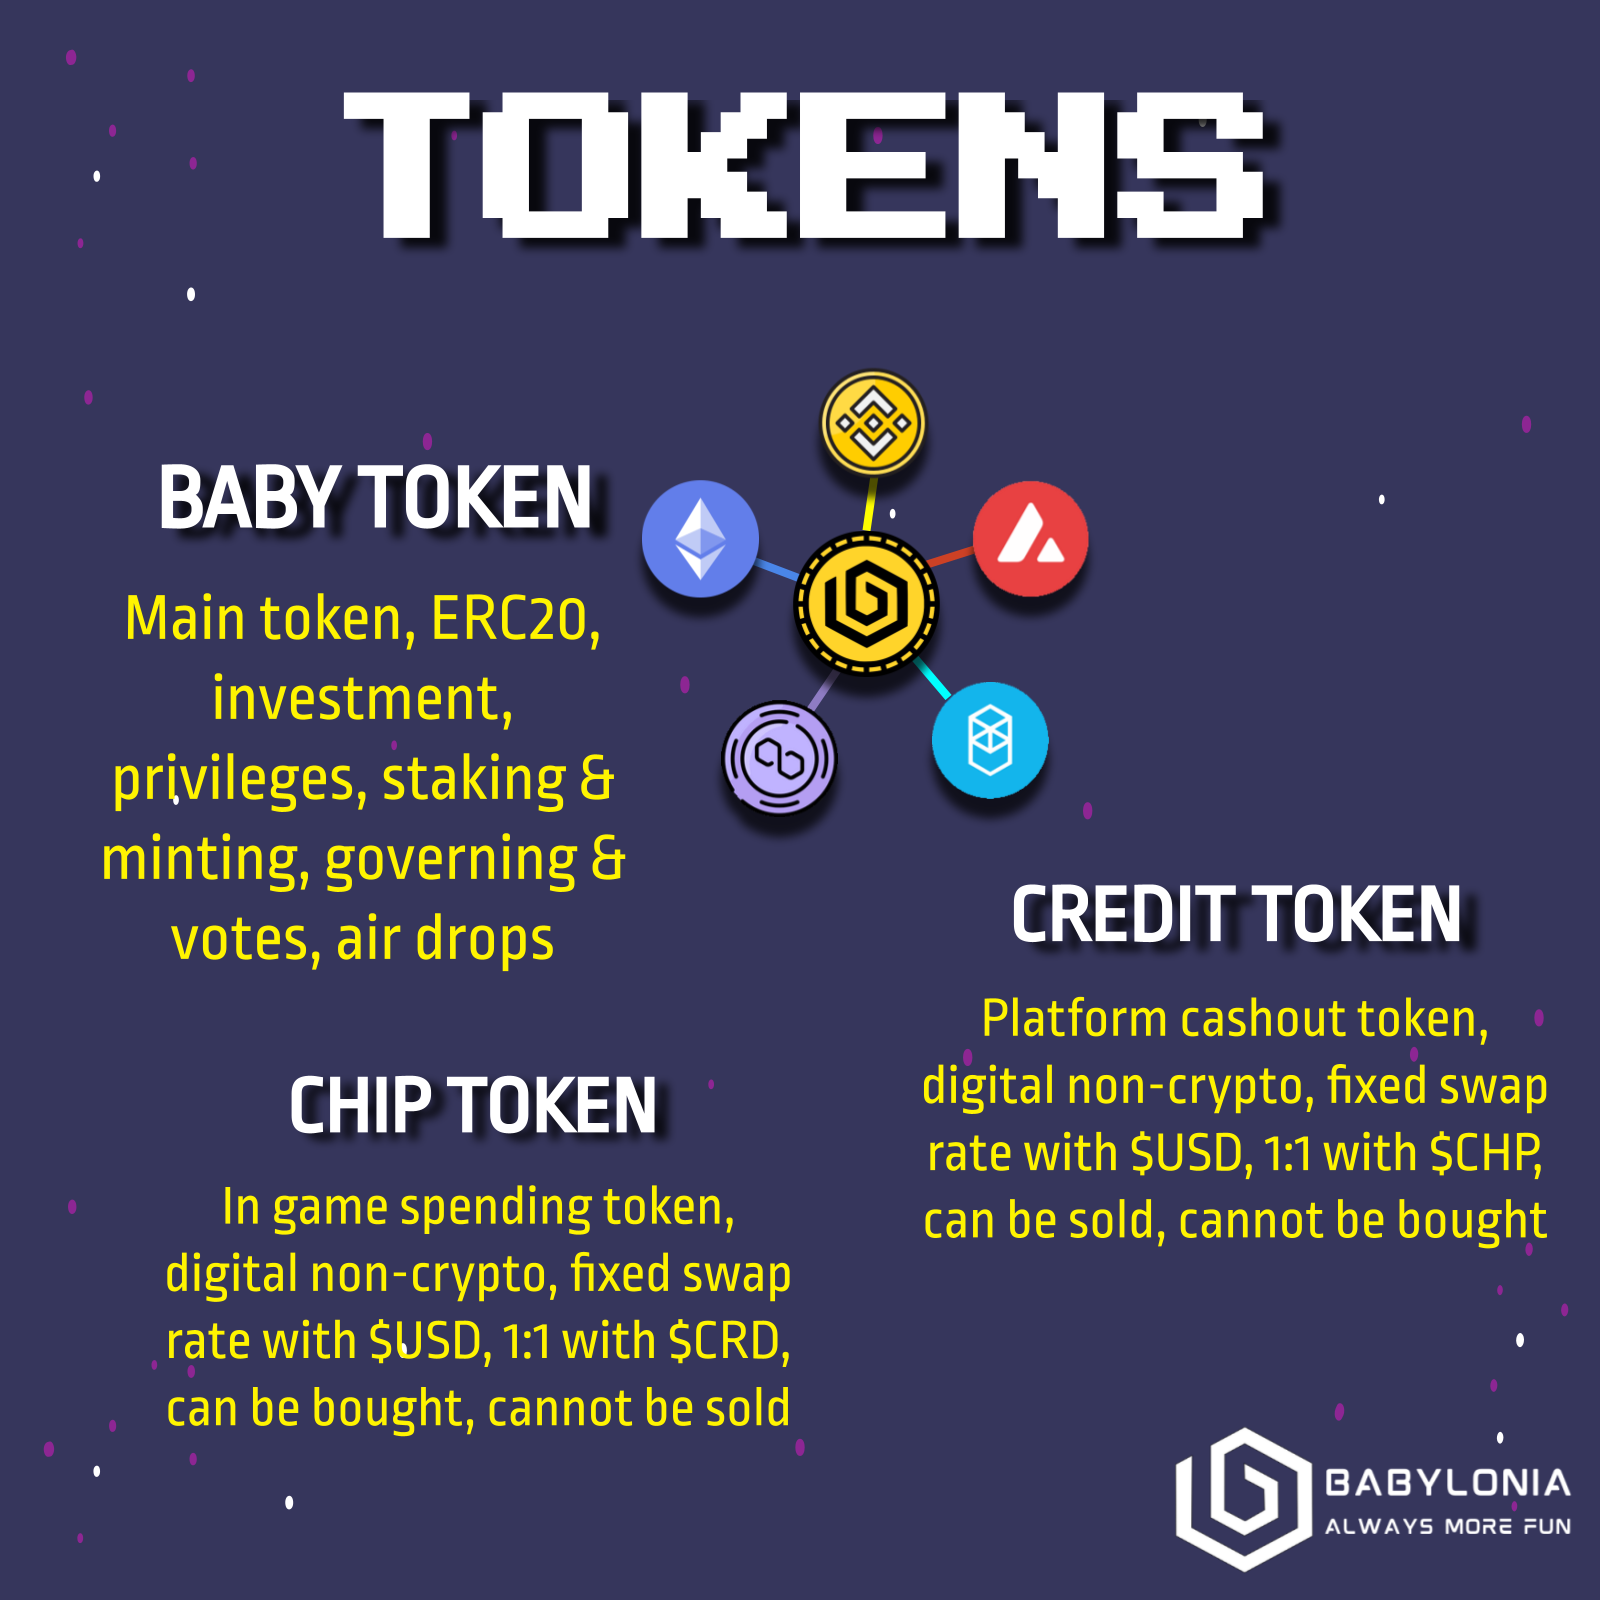 TOKENS
BABY TOKEN
Main token, ERC20,
investment,
privileges, staking &
minting, governing &
votes, air drops
CREDIT TOKEN
Platform cashout token,
digital non-crypto, fixed swap
rate with $USD, 1:1 with $CHP,
can be sold, cannot be bought
CHIP TOKEN
In game spending token,
digital non-crypto, fixed swap
rate with $USD, 1:1 with $CRD,
can be bought, cannot be sold
BABYLONIA
ALWAYS MORE FUN